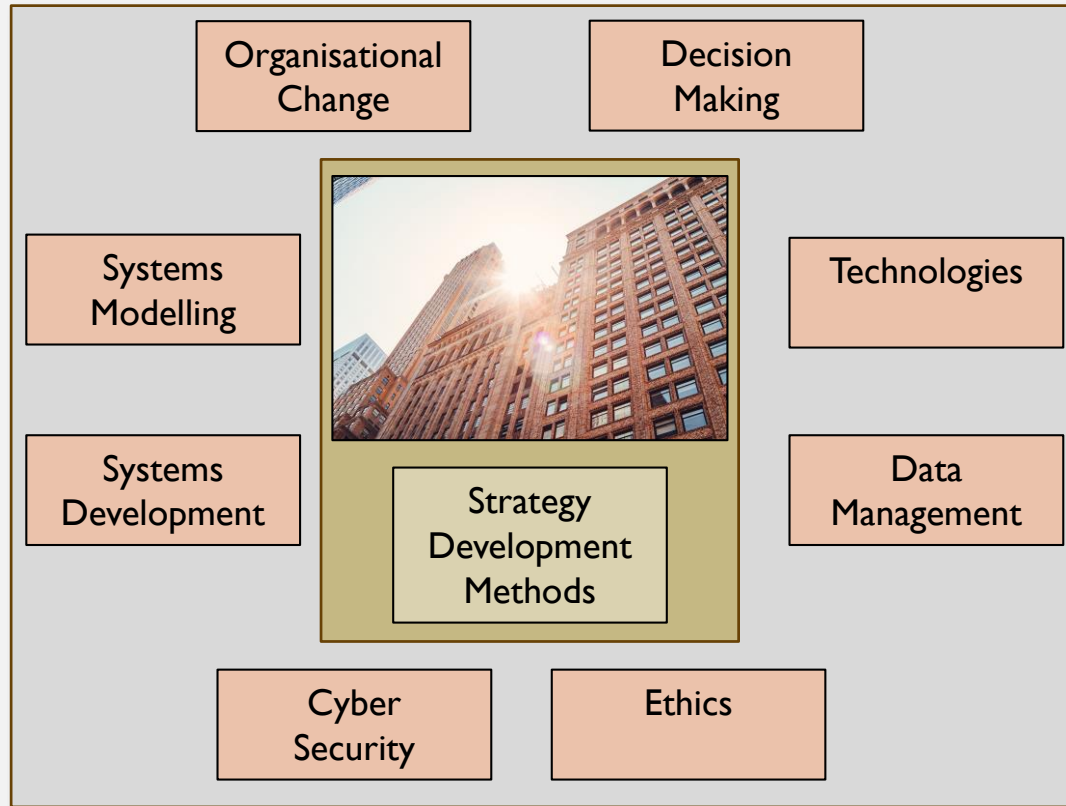 Organisational
Change
Decision
Making
Systems
Modelling
Technologies
Systems
Development
Data
Management
Strategy
Development
Methods
Cyber
Security
Ethics